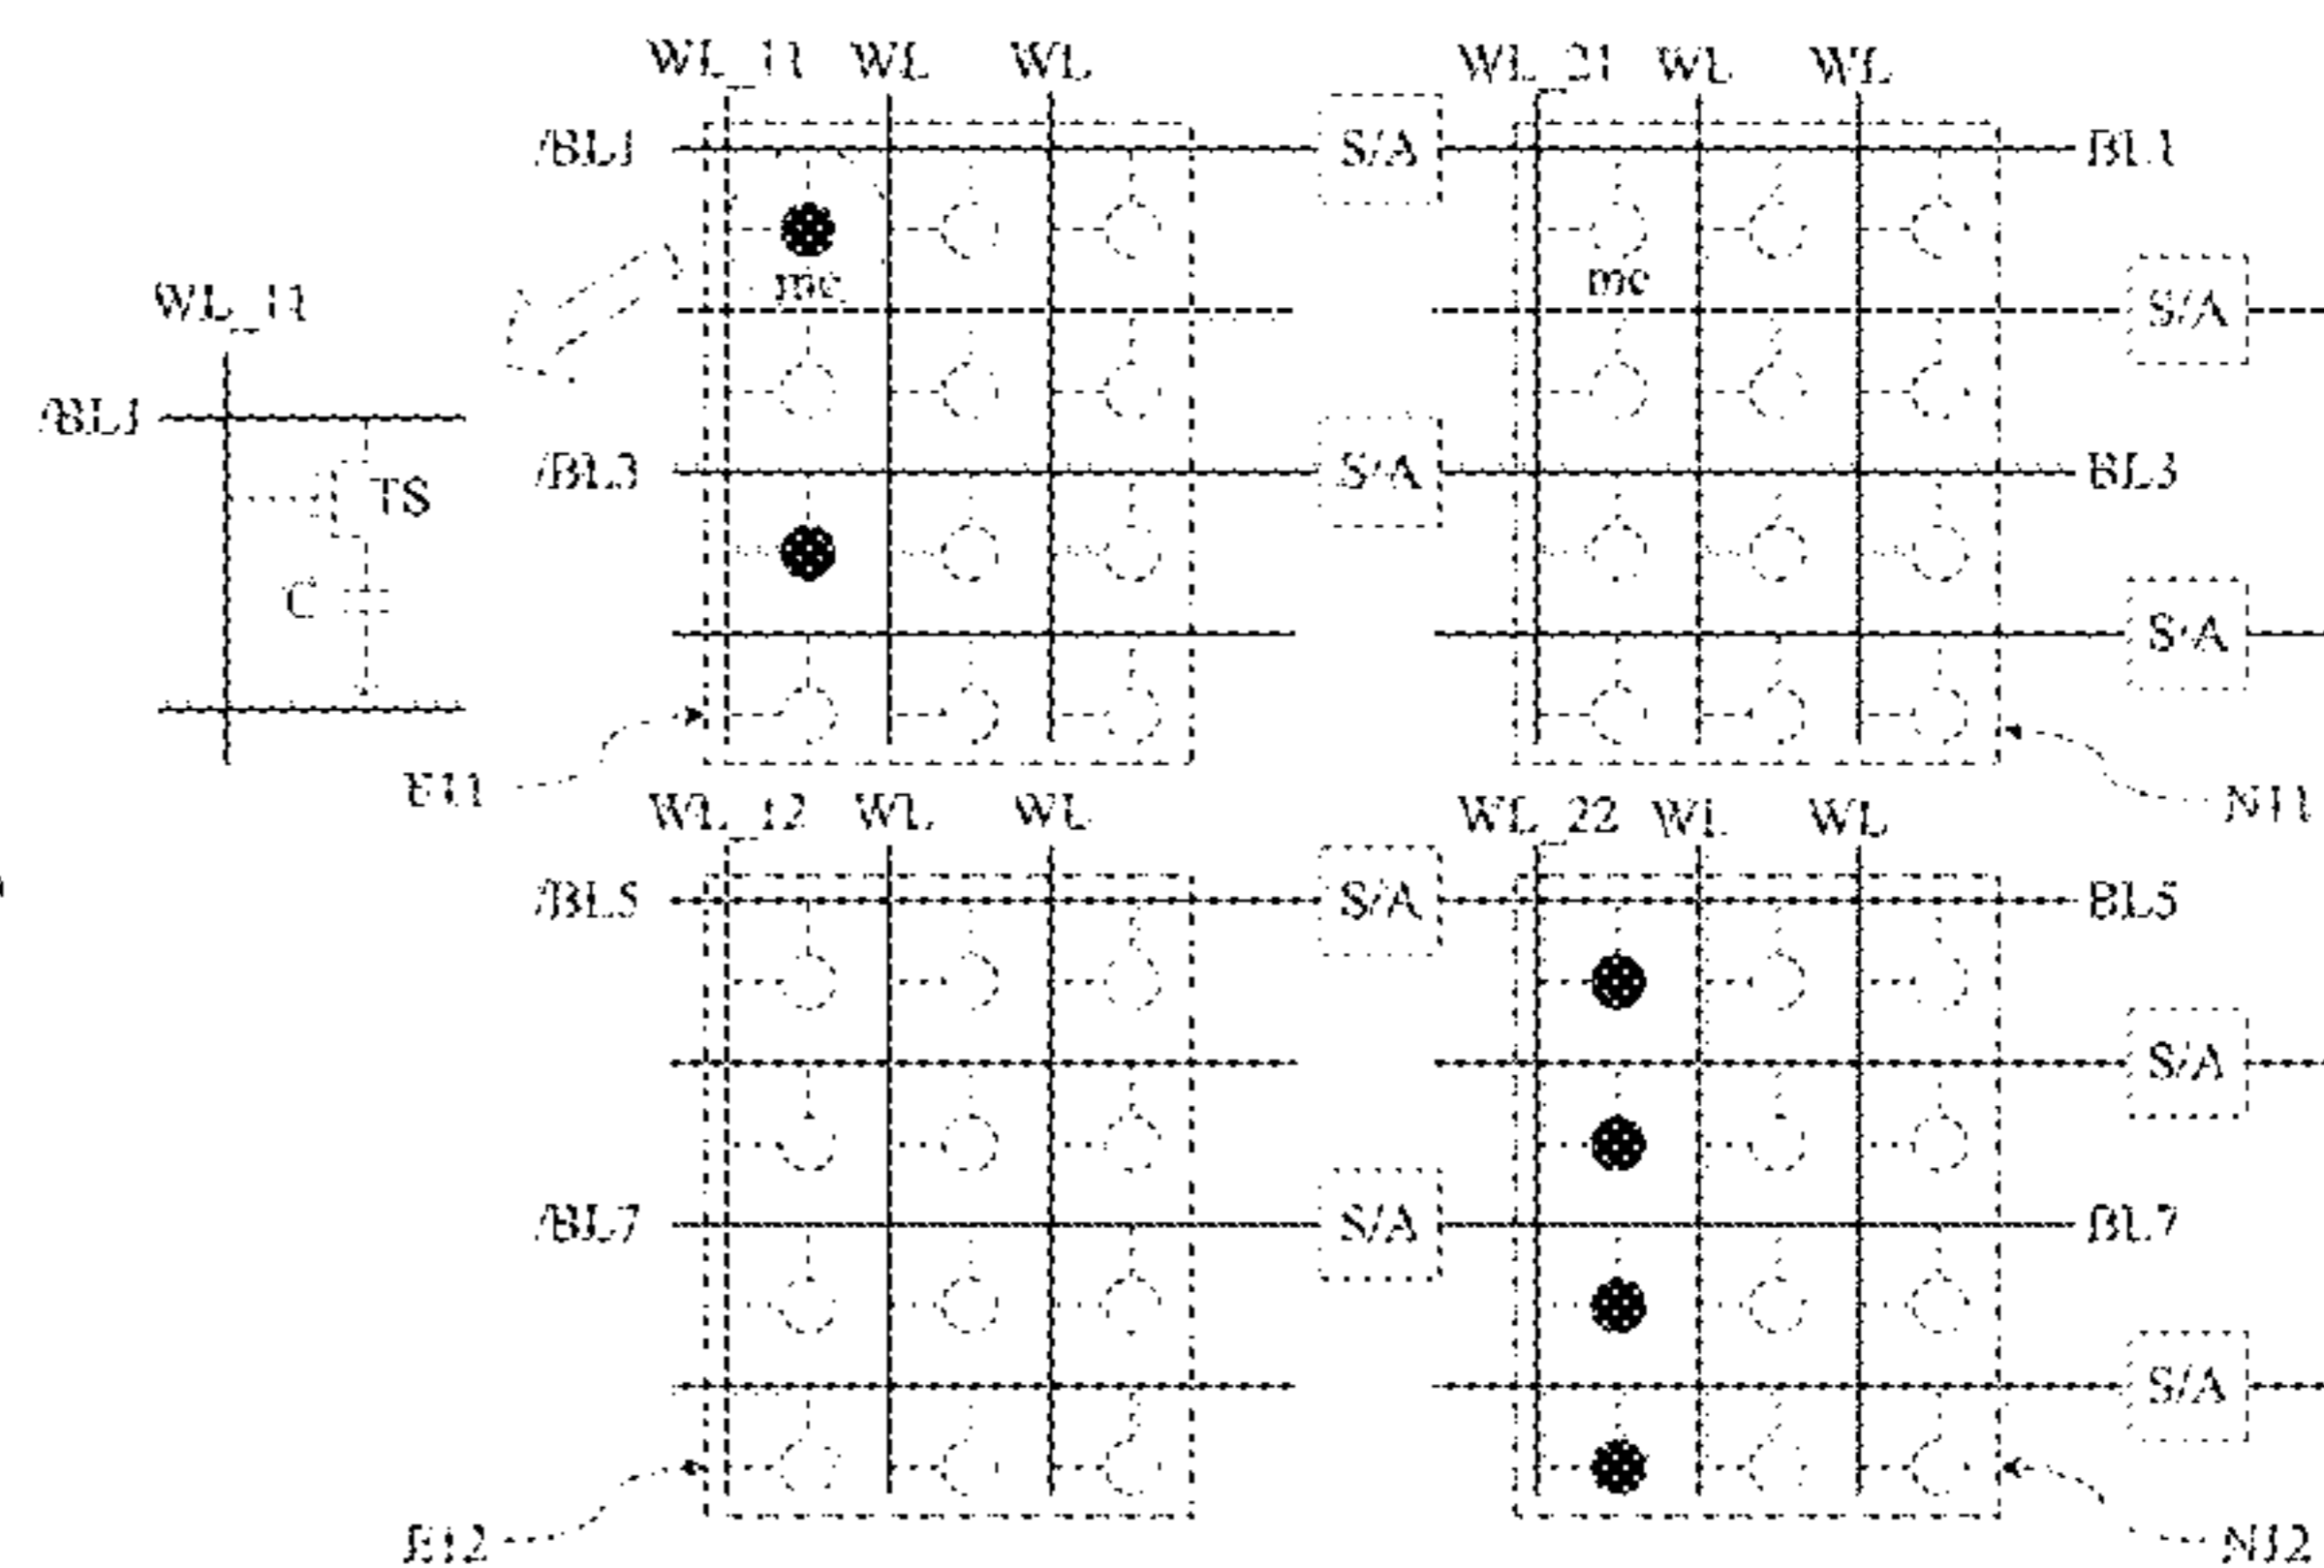 WL_11 WL WL WL_21 WL WL
/BL1 S/A BL1
mc mc
WL_11 S/A
/BL1
/BL3 S/A BL3
TS
C
S/A
E11 N11
WL_12 WL WL WL_22 WL WL
/BL5 S/A BL5
S/A
/BL7 S/A BL7
S/A
E12 N12